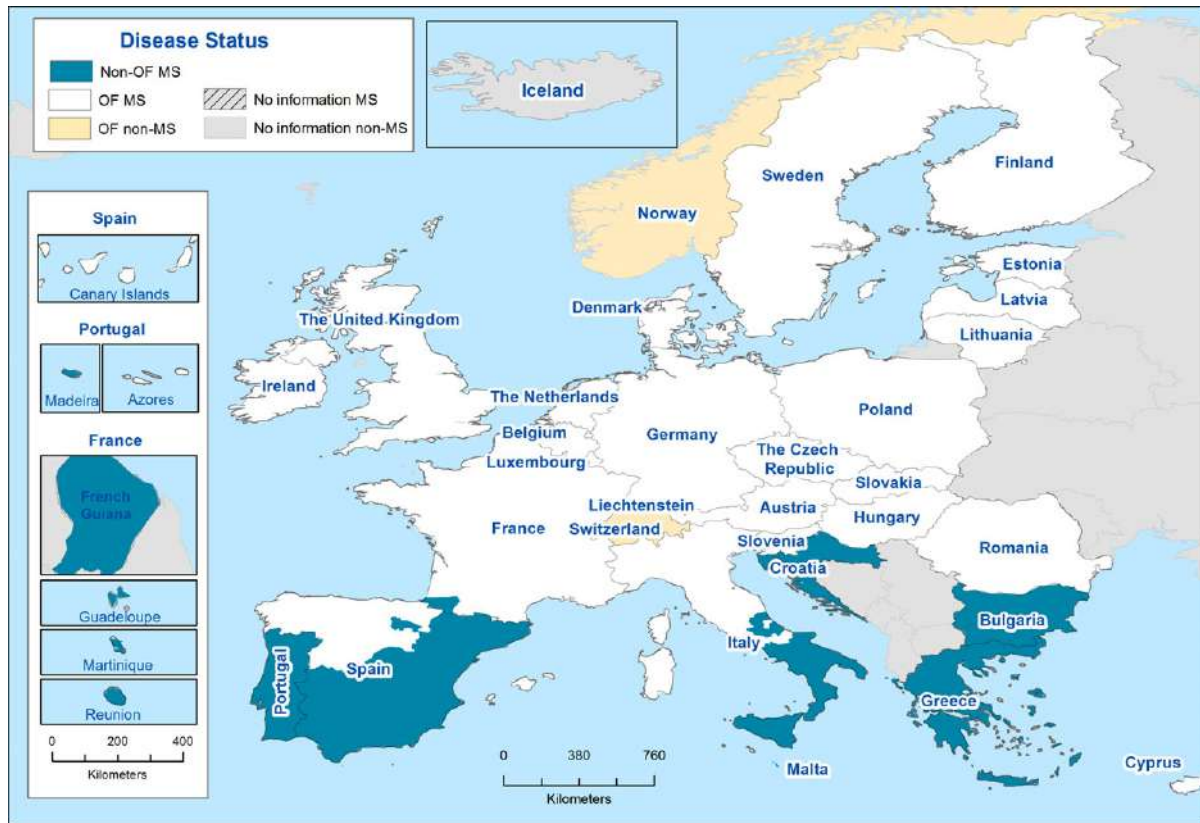 Disease Status
Non-OF MS
OF MS
No information MS
OF non-MS
No information non-MS
Iceland
Finland
Sweden
Norway
Spain
Canary Islands
Estonia
Latvia
Denmark
The United Kingdom
Lithuania
Portugal
Madeira
Azores
Ireland
The Netherlands
Poland
Belgium
Germany
The Czech
Republic
Luxembourg
Slovakia
France
French
Guiana
Liechtenstein
Austria
Hungary
France
Switzerland
Slovenia
Romania
Croatia
Guadeloupe
Bulgaria
Italy
Martinique
Spain
Portugal
Reunion
Greece
0 200 400
Kilometers
0 380 760
Kilometers
Malta
Cyprus